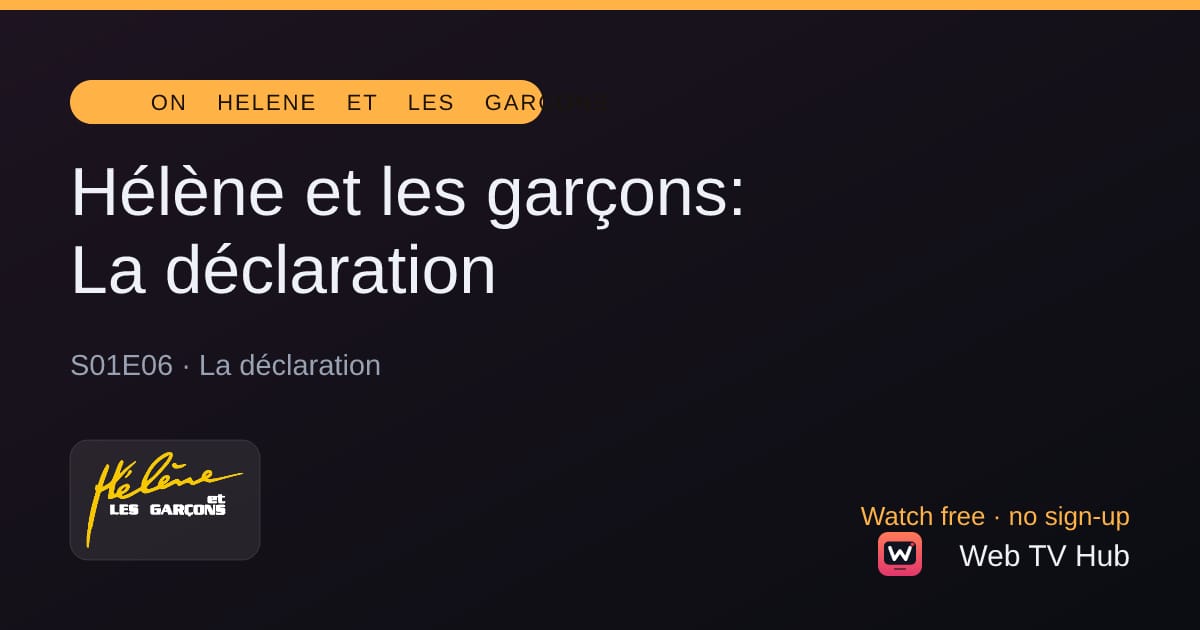 ON HELENE ET LES GARÇONS
Hélène et les garçons:
La déclaration
S01E06 · La déclaration
Hélène
et
LES GARÇONS
Watch free · no sign-up
W
Web TV Hub